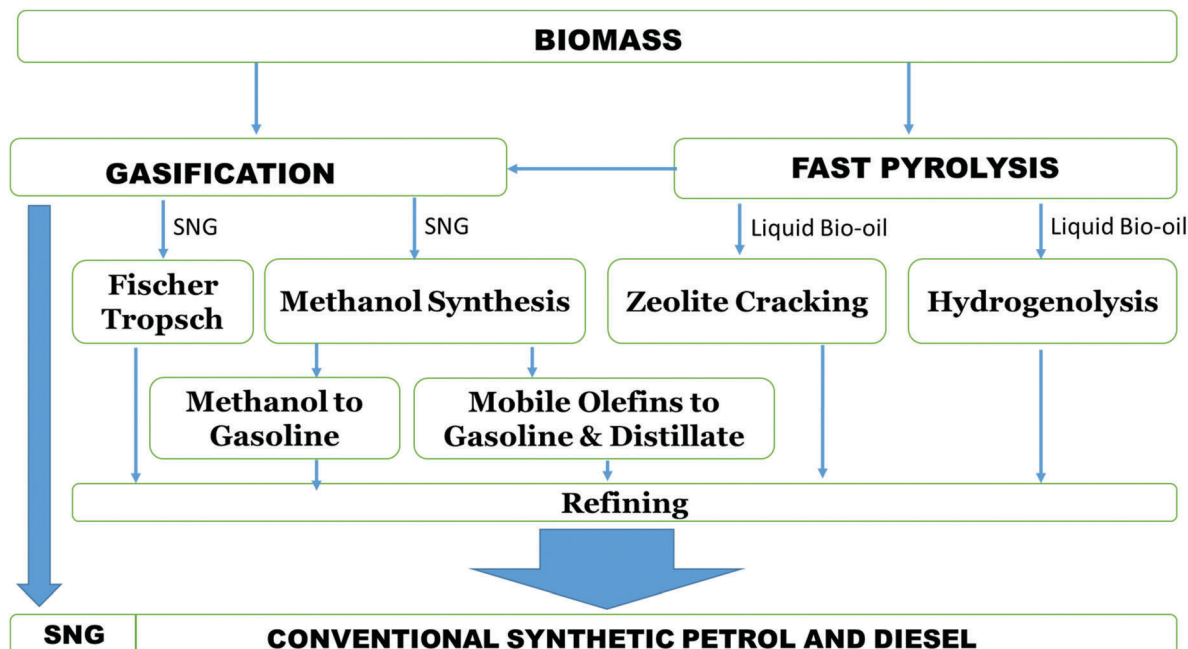 BIOMASS
GASIFICATION
FAST PYROLYSIS
SNG
SNG
Liquid Bio-oil
Liquid Bio-oil
Fischer
Tropsch
Methanol Synthesis
Zeolite Cracking
Hydrogenolysis
Methanol to
Gasoline
Mobile Olefins to
Gasoline & Distillate
Refining
SNG
CONVENTIONAL SYNTHETIC PETROL AND DIESEL